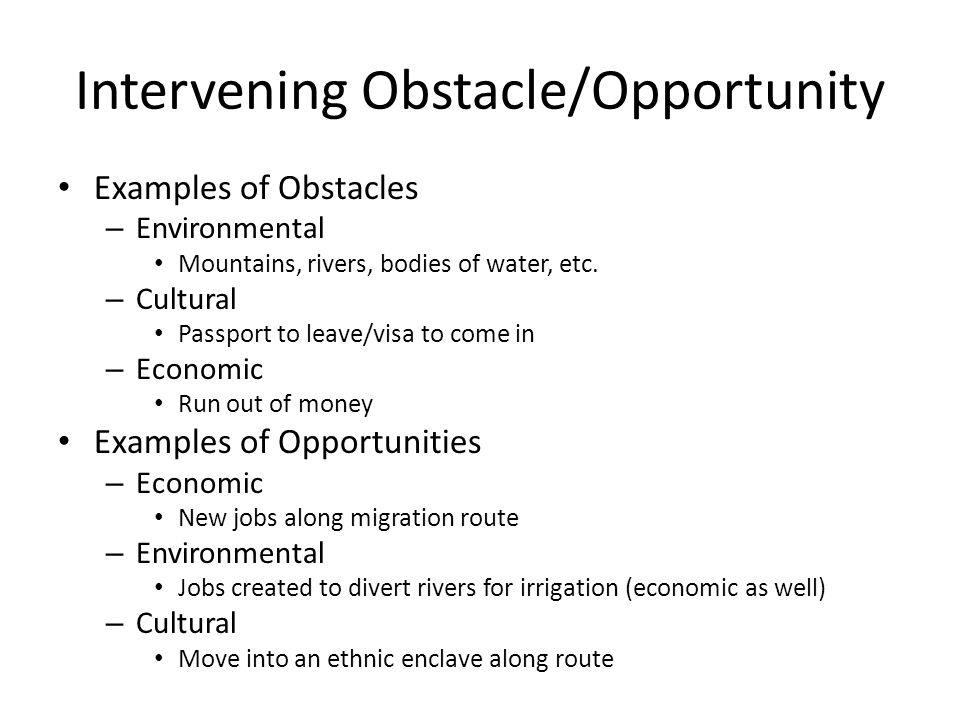 Intervening Obstacle/Opportunity
• Examples of Obstacles
– Environmental
• Mountains, rivers, bodies of water, etc.
– Cultural
• Passport to leave/visa to come in
– Economic
• Run out of money
• Examples of Opportunities
– Economic
• New jobs along migration route
– Environmental
• Jobs created to divert rivers for irrigation (economic as well)
– Cultural
• Move into an ethnic enclave along route